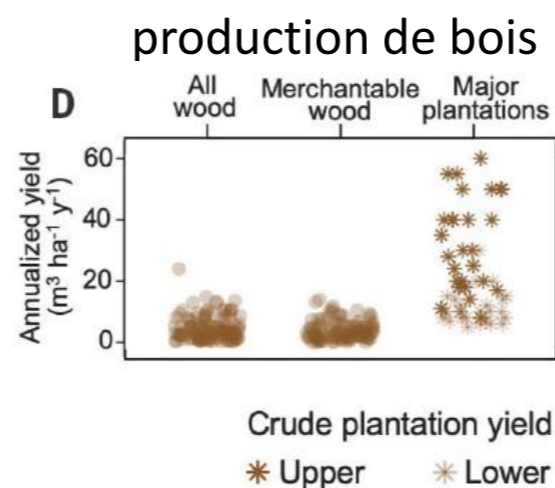 production de bois
D
All
wood
Merchantable
wood
Major
plantations
Annualized yield
(m³ ha⁻¹ y⁻¹)
60
40
20
0
Crude plantation yield
Upper
Lower